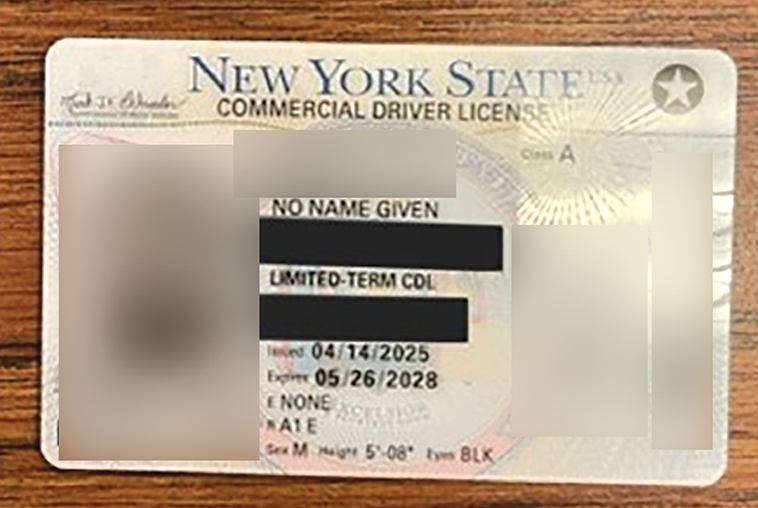 NEW YORK STATE USA
COMMERCIAL DRIVER LICENSE
Class A
NO NAME GIVEN
LIMITED-TERM CDL
Issued 04/14/2025
Expires 05/26/2028
E NONE
EXCELSIOR
R A1 E
Sex M Height 5'-08" Eyes BLK